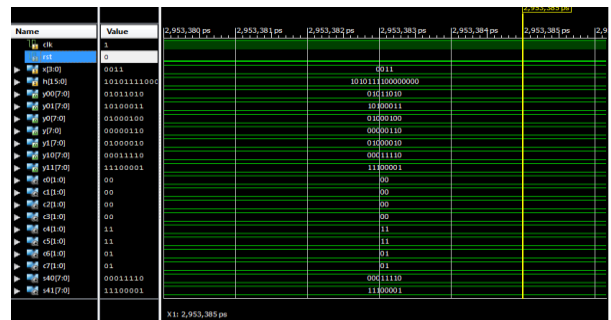 2,953,385 ps
Name Value 2,953,380 ps 2,953,381 ps 2,953,382 ps 2,953,383 ps 2,953,384 ps 2,953,385 ps 2,9
clk 1
rst 0
x[3:0] 0011 0011
h[15:0] 10101111000 1010111100000000
y00[7:0] 01011010 01011010
y01[7:0] 10100011 10100011
y0[7:0] 01000100 01000100
y[7:0] 00000110 00000110
y1[7:0] 01000010 01000010
y10[7:0] 00011110 00011110
y11[7:0] 11100001 11100001
c0[1:0] 00 00
c1[1:0] 00 00
c2[1:0] 00 00
c3[1:0] 00 00
c4[1:0] 11 11
c5[1:0] 11 11
c6[1:0] 01 01
c7[1:0] 01 01
s40[7:0] 00011110 00011110
s41[7:0] 11100001 11100001
X1: 2,953,385 ps